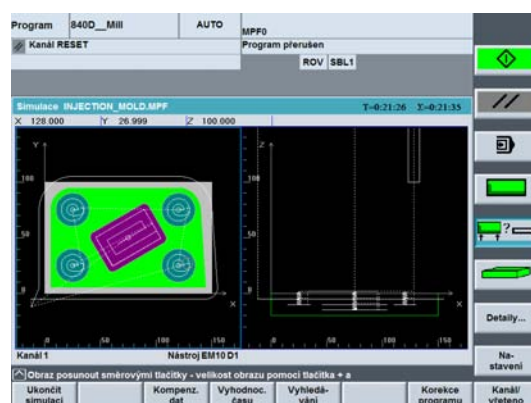 Program 840D__Mill AUTO MPF0
Kanál RESET Program přerušen
ROV SBL1
Simulace INJECTION_MOLD.MPF T=0:21:26 Σ=0:21:35
X 128.000 Y 26.999 Z 100.000
Y Z
100 100
50 50
0 0
X X
0 50 100 150 0 50 100 150
Kanál 1 Nástroj EM10 D1
Detaily...
Na-
stavení
Obraz posunout směrovými tlačítky - velikost obrazu pomocí tlačítka + a
Ukončit Kompenz. Vyhodnoc. Vyhledá- Korekce Kanál/
simulaci dat času vání programu vřeteno